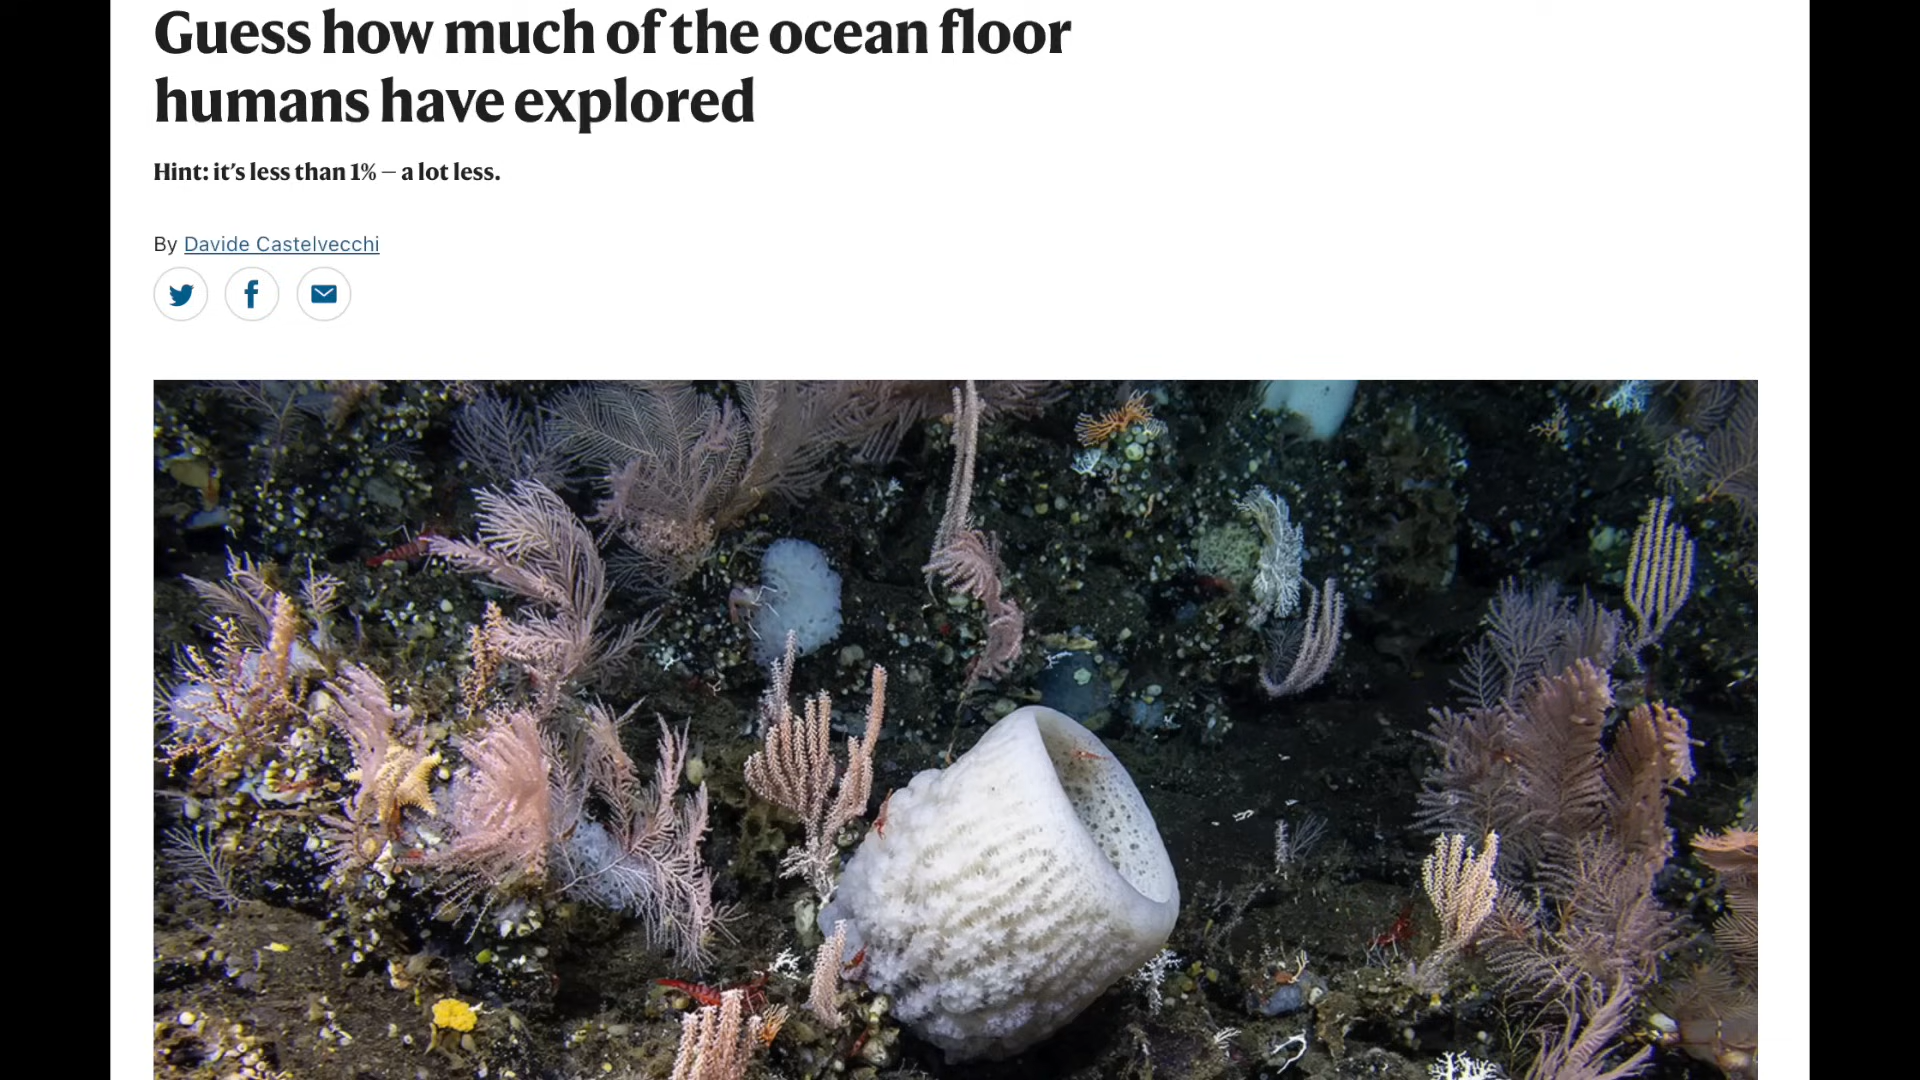 Guess how much of the ocean floor
humans have explored
Hint: it's less than 1% – a lot less.
By Davide Castelvecchi